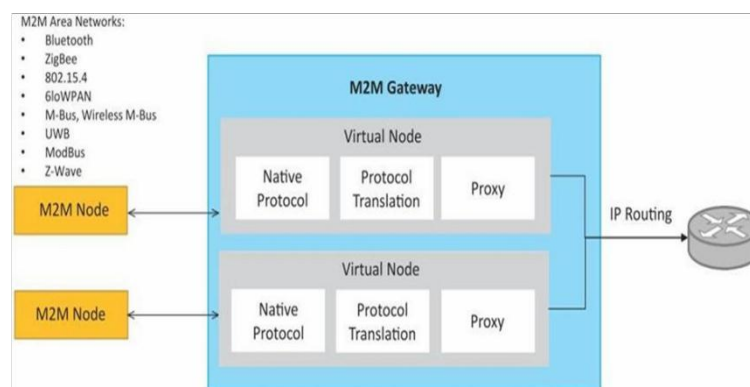 M2M Area Networks:
• Bluetooth
• ZigBee
• 802.15.4
• 6loWPAN
• M-Bus, Wireless M-Bus
• UWB
• ModBus
• Z-Wave
M2M Gateway
Virtual Node
Native
Protocol
Protocol
Translation
Proxy
M2M Node
IP Routing
Virtual Node
Native
Protocol
Protocol
Translation
Proxy
M2M Node